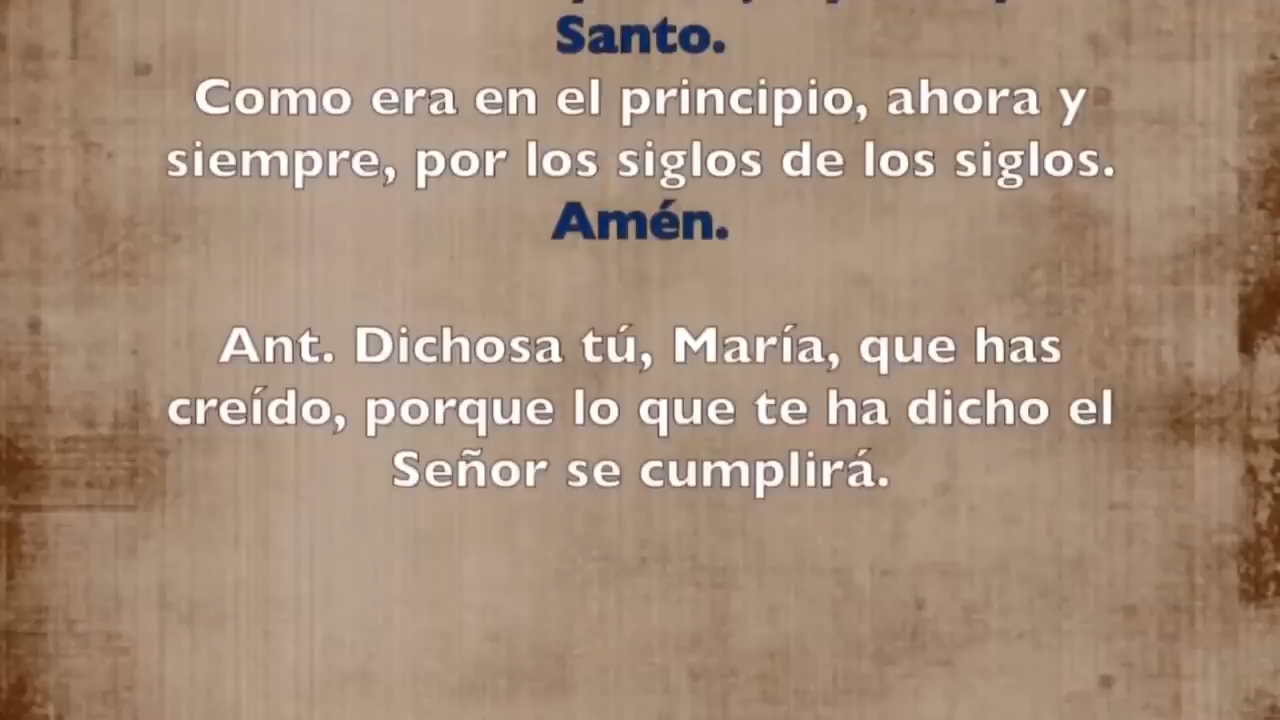 Santo.
Como era en el principio, ahora y
siempre, por los siglos de los siglos.
Amén.
Ant. Dichosa tú, María, que has
creído, porque lo que te ha dicho el
Señor se cumplirá.